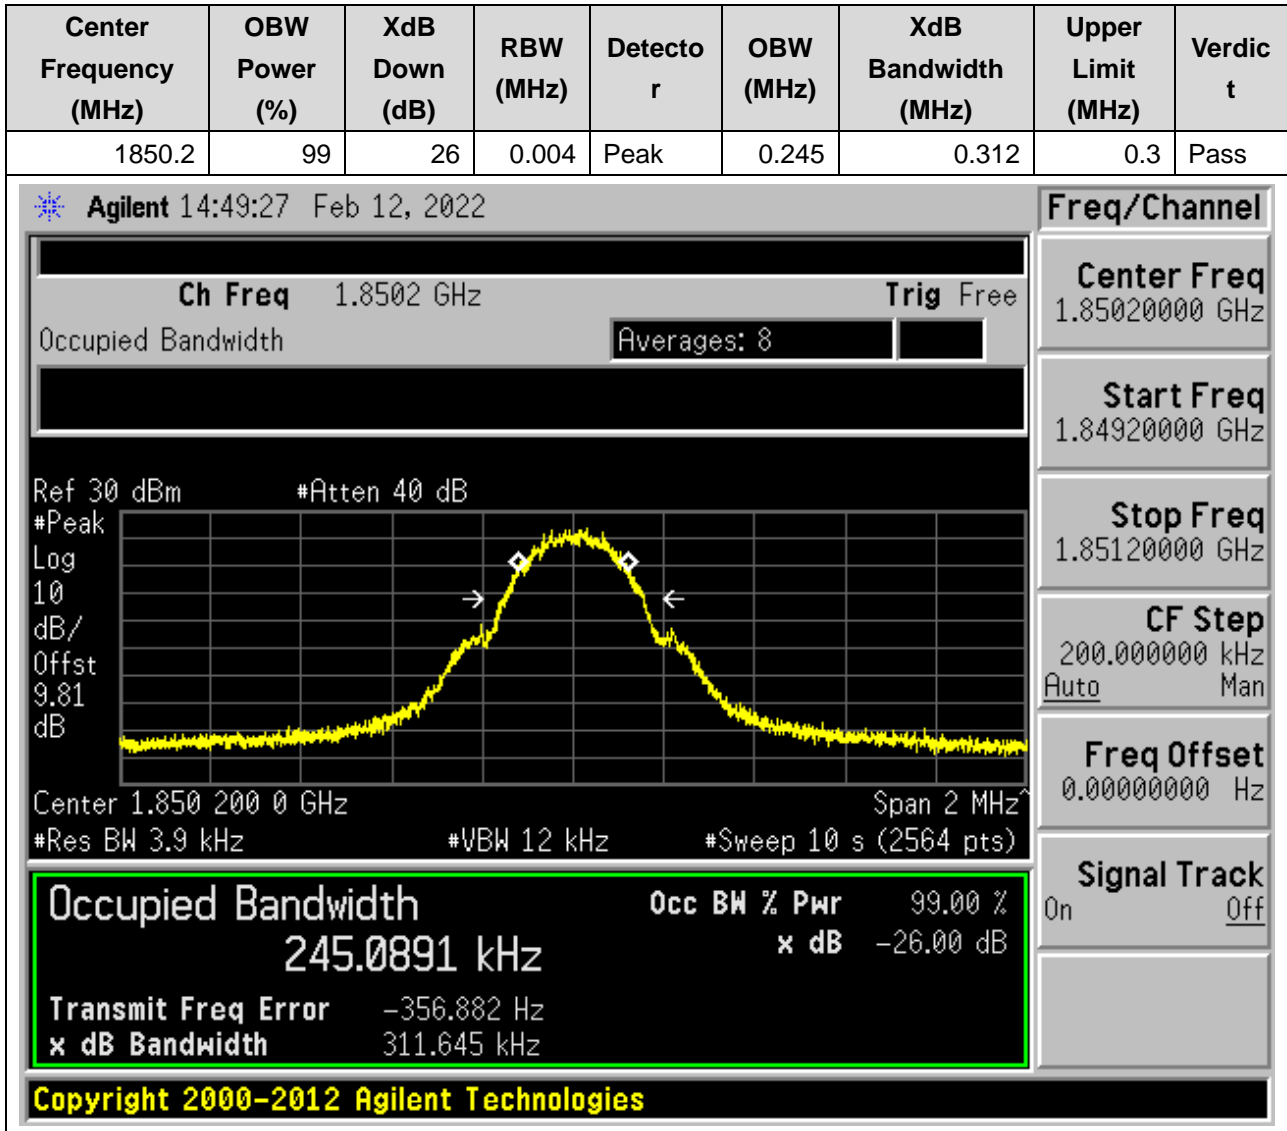 Center Frequency (MHz) OBW Power (%) XdB Down (dB) RBW (MHz) Detecto r OBW (MHz) XdB Bandwidth (MHz) Upper Limit (MHz) Verdic t
1850.2 99 26 0.004 Peak 0.245 0.312 0.3 Pass
Agilent 14:49:27 Feb 12, 2022
Freq/Channel
Ch Freq 1.8502 GHz Trig Free
Occupied Bandwidth Averages: 8
Center Freq
1.85020000 GHz
Start Freq
1.84920000 GHz
Stop Freq
1.85120000 GHz
CF Step
200.000000 kHz
Auto Man
Freq Offset
0.00000000 Hz
Signal Track
On Off
Ref 30 dBm #Atten 40 dB
#Peak
Log
10
dB/
Offst
9.81
dB
Center 1.850 200 0 GHz Span 2 MHz^
#Res BW 3.9 kHz #VBW 12 kHz #Sweep 10 s (2564 pts)
Occupied Bandwidth Occ BW % Pwr 99.00 %
245.0891 kHz x dB -26.00 dB
Transmit Freq Error -356.882 Hz
x dB Bandwidth 311.645 kHz
Copyright 2000-2012 Agilent Technologies